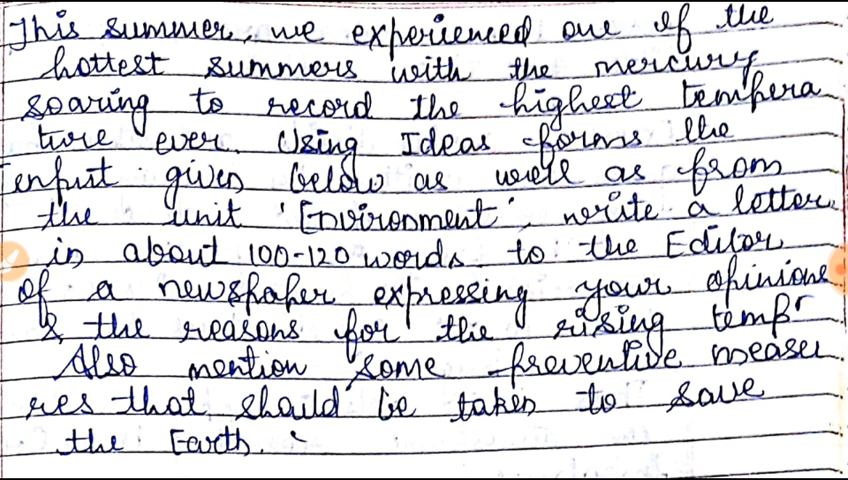 This summer, we experienced one of the
hottest summers with the mercury
soaring to record the highest tempera
ture ever. Using Ideas forms the
enput given below as well as from
the unit 'Environment', write a letter
in about 100-120 words to the Editor
of a newspaper expressing your opinions
& the reasons for the rising tempr
Also mention some preventive measu
res that should be taken to save
the Earth.